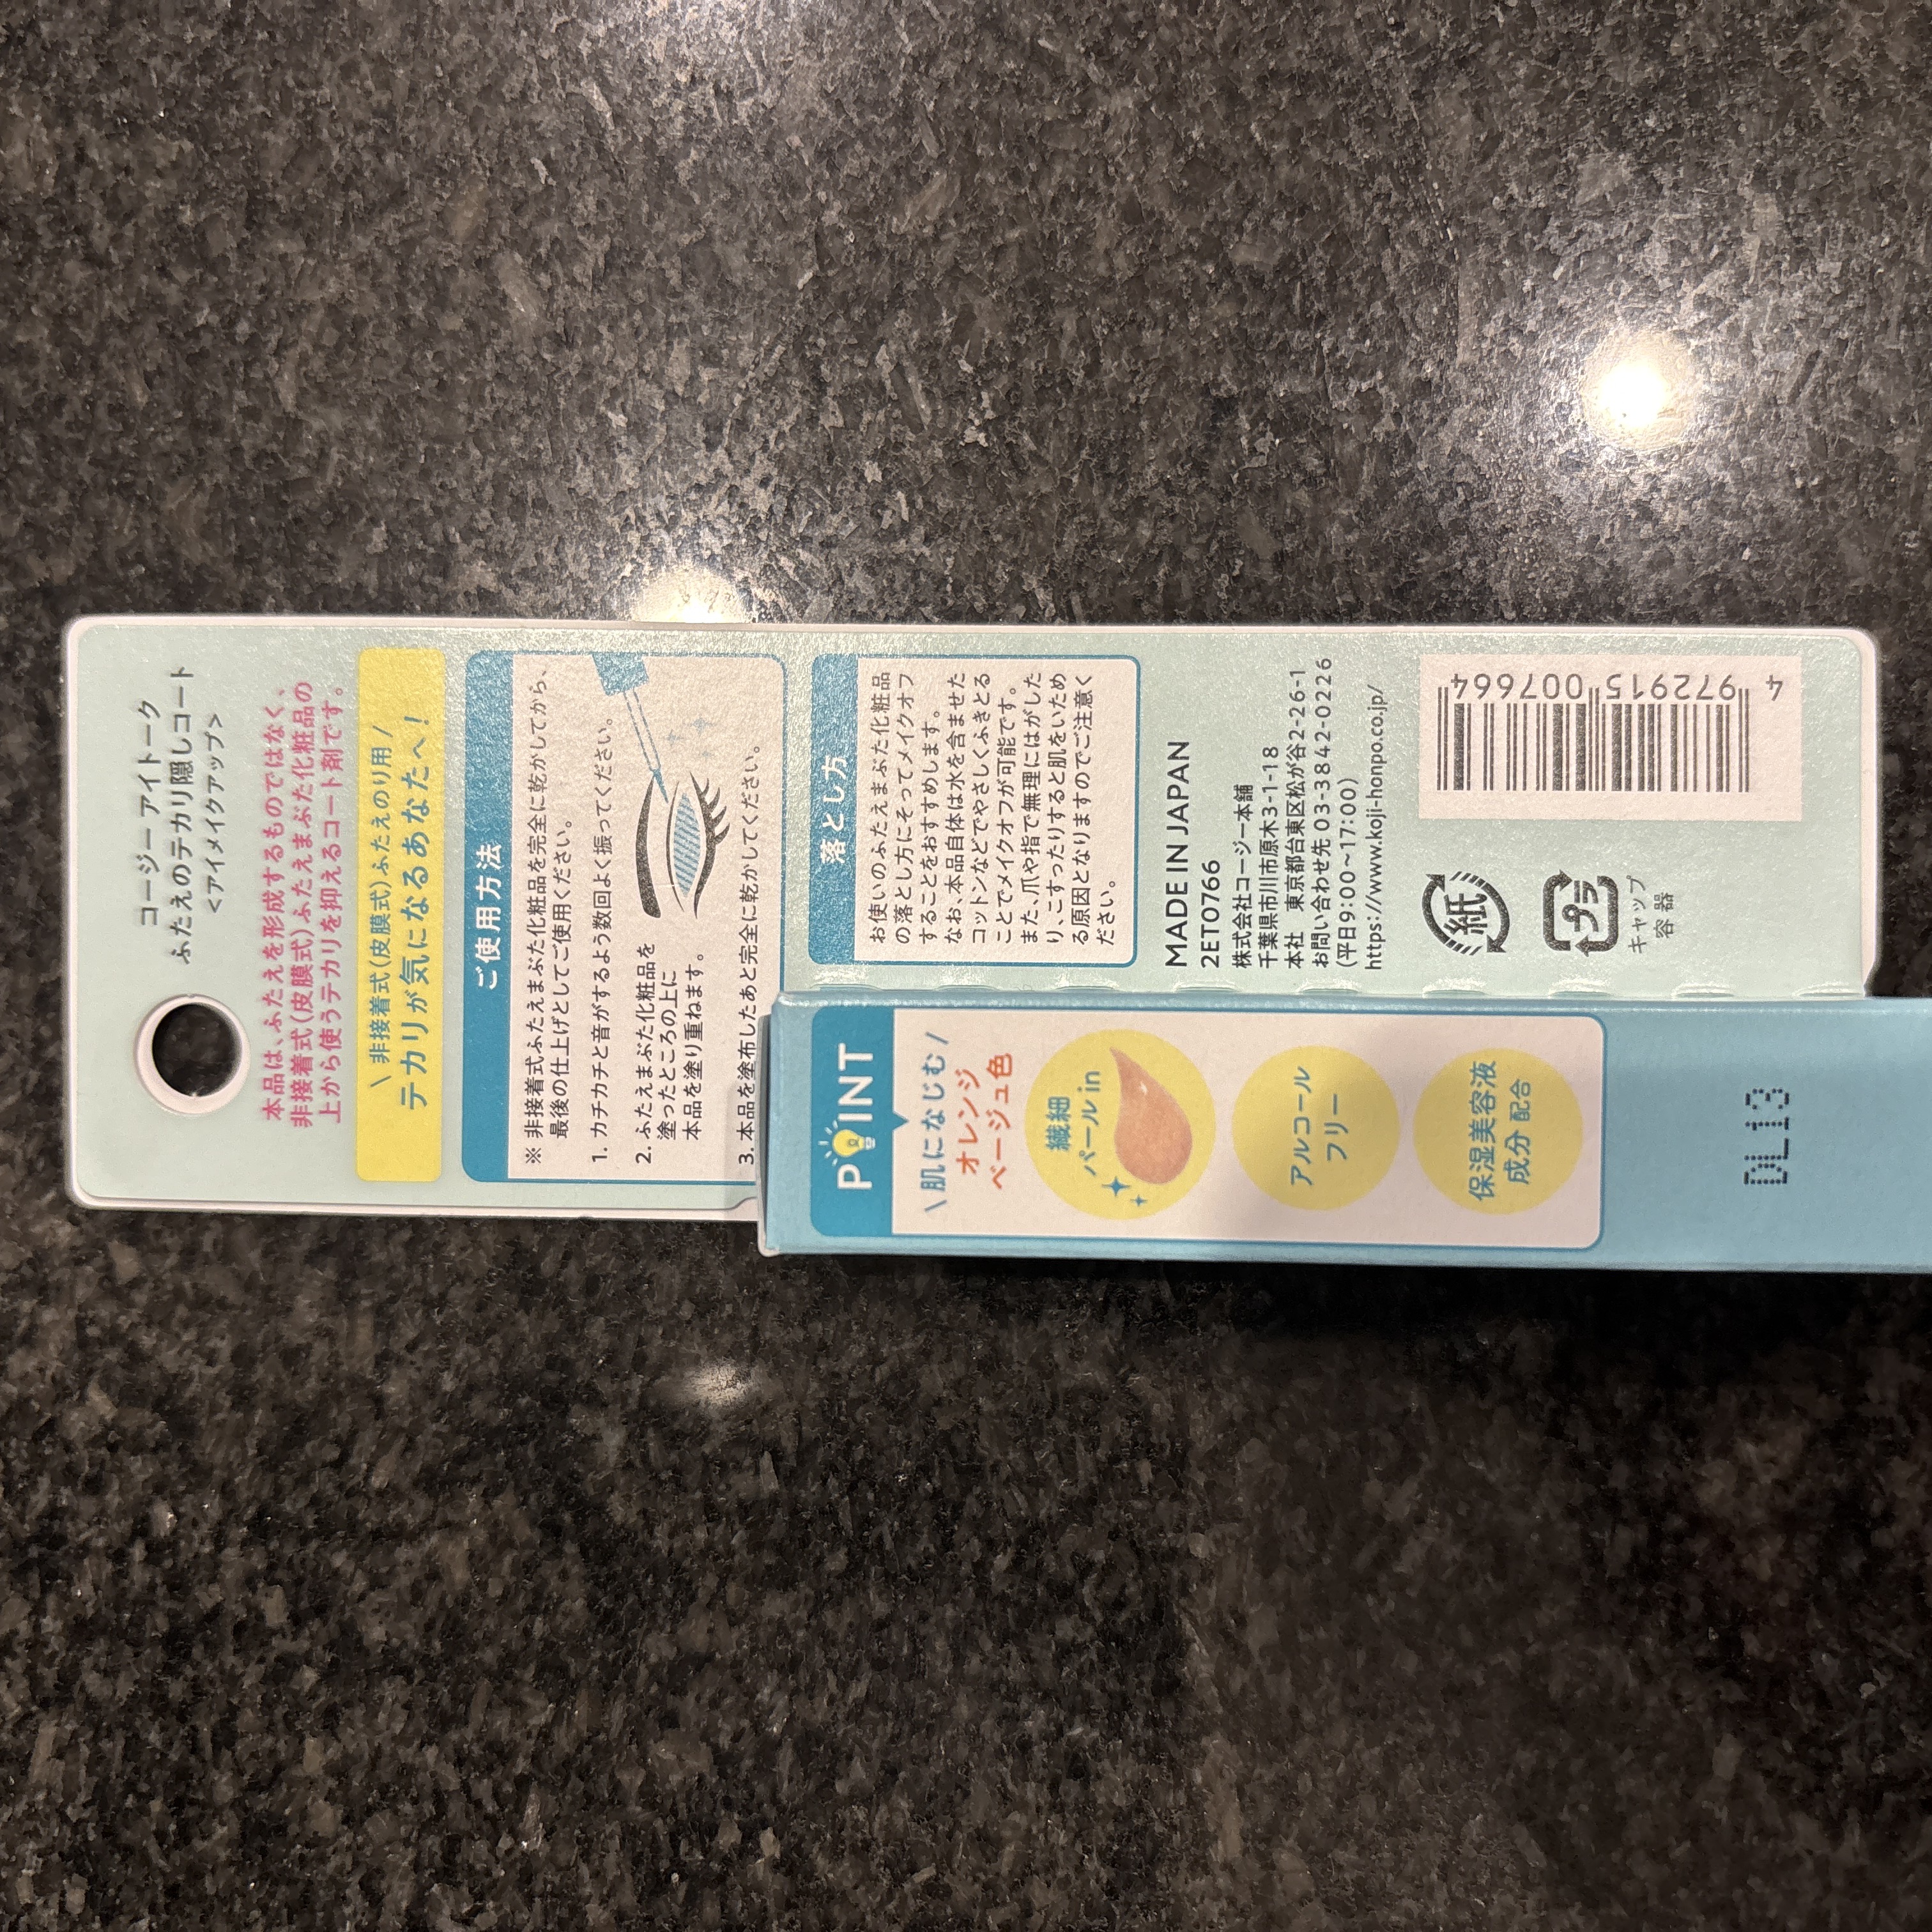 コージー アイトーク
ふたえのテカリ隠しコート
<アイメイクアップ>
本品は、ふたえを形成するものではなく、
非接着式(皮膜式)ふたえまぶた化粧品の
上から使うテカリを抑えるコート剤です。
\ 非接着式(皮膜式)ふたえのり用 /
テカリが気になるあなたへ!
ご使用方法
※ 非接着式ふたえまぶた化粧品を完全に乾かしてから、
最後の仕上げとしてご使用ください。
1. カチカチと音がするよう数回よく振ってください。
2. ふたえまぶた化粧品を
塗ったところの上に
本品を塗り重ねます。
3. 本品を塗布したあと完全に乾かしてください。
落とし方
お使いのふたえまぶた化粧品
の落とし方にそってメイクオフ
することをおすすめします。
なお、本品自体は水を含ませた
コットンなどでやさしくふきとる
ことでメイクオフが可能です。
また、爪や指で無理にはがした
り、こすったりすると肌をいため
る原因となりますのでご注意く
ださい。
MADE IN JAPAN
2ET0766
株式会社コージー本舗
千葉県市川市原木3-1-18
本社 東京都台東区松が谷2-26-1
お問い合わせ先 03-3842-0226
(平日9:00~17:00)
https://www.koji-honpo.co.jp/
紙
プラ
キャップ
容器
4 972915 007664
POINT
\ 肌になじむ /
オレンジ
ベージュ色
繊細
パール in
アルコール
フリー
保湿美容液
成分 配合
DL13